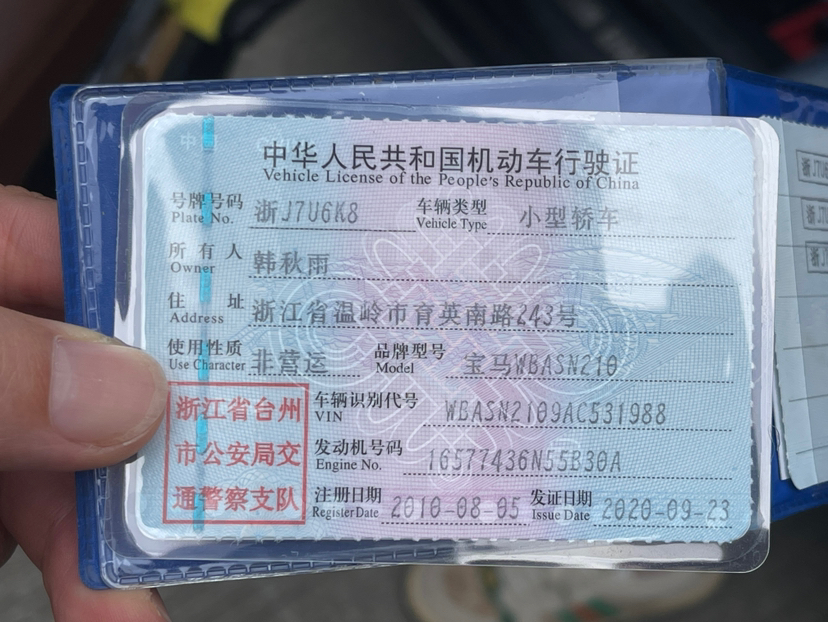 中华人民共和国机动车行驶证
Vehicle License of the People's Republic of China
号牌号码 浙J7U6K8 车辆类型 小型轿车
Plate No. Vehicle Type
所有人 韩秋雨
Owner
住址 浙江省温岭市育英南路243号
Address
使用性质 非营运 品牌型号 宝马WBASN210
Use Character Model
浙江省台州
市公安局交
通警察支队
车辆识别代号 WBASN2109AC531988
VIN
发动机号码 16577436N55B30A
Engine No.
注册日期 2010-08-05 发证日期 2020-09-23
Register Date Issue Date